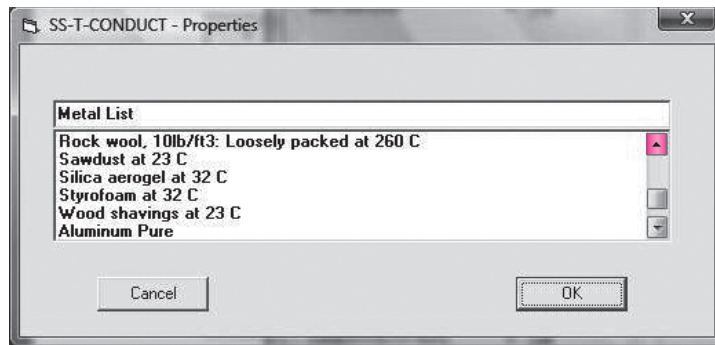 SS-T-CONDUCT - Properties
x
Metal List
Rock wool, 10lb/ft3: Loosely packed at 260 C
Sawdust at 23 C
Silica aerogel at 32 C
Styrofoam at 32 C
Wood shavings at 23 C
Aluminum Pure
Cancel
OK